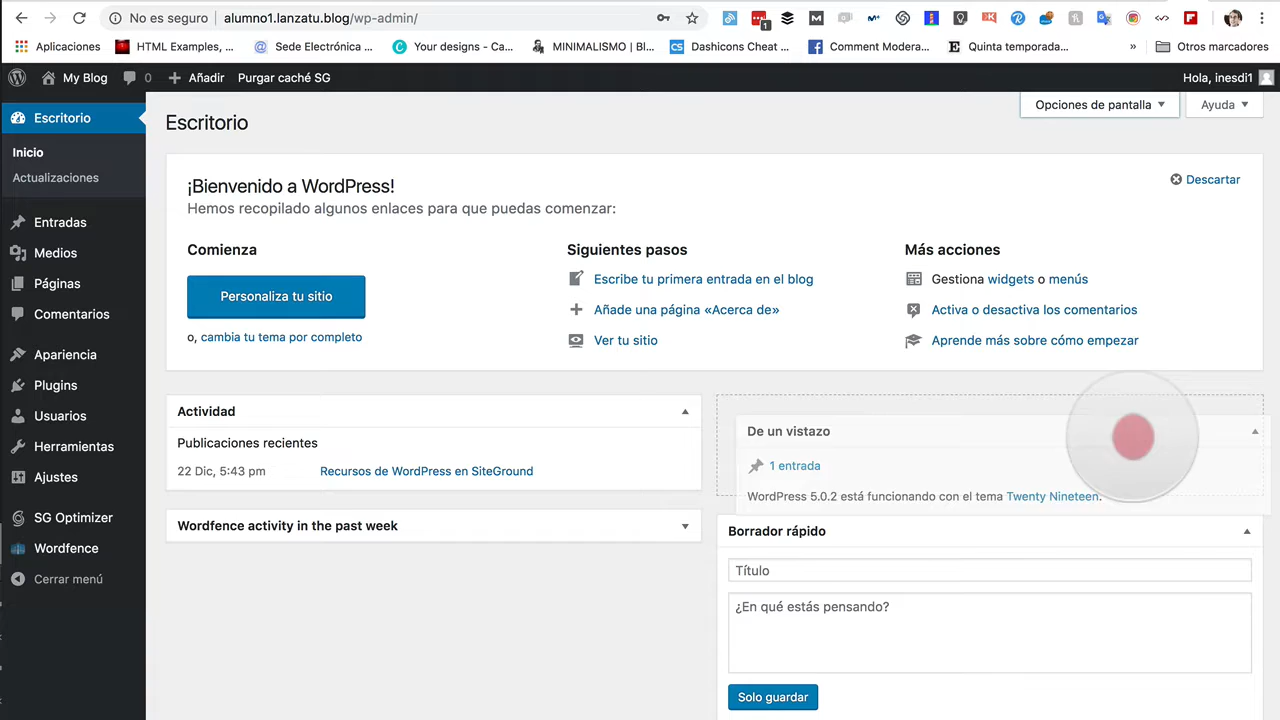 No es seguro alumno1.lanzatu.blog/wp-admin/
1
Aplicaciones HTML Examples, ... Sede Electrónica ... Your designs - Ca... MINIMALISMO | Bl... CS Dashicons Cheat ... Comment Modera... Quinta temporada... » Otros marcadores
My Blog 0 Añadir Purgar caché SG Hola, inesdi1
Escritorio
Inicio
Actualizaciones
Entradas
Medios
Páginas
Comentarios
Apariencia
Plugins
Usuarios
Herramientas
Ajustes
SG Optimizer
Wordfence
Cerrar menú
Opciones de pantalla Ayuda
Escritorio
¡Bienvenido a WordPress!
Descartar
Hemos recopilado algunos enlaces para que puedas comenzar:
Comienza
Personaliza tu sitio
o, cambia tu tema por completo
Siguientes pasos
Escribe tu primera entrada en el blog
Añade una página «Acerca de»
Ver tu sitio
Más acciones
Gestiona widgets o menús
Activa o desactiva los comentarios
Aprende más sobre cómo empezar
Actividad
Publicaciones recientes
22 Dic, 5:43 pm Recursos de WordPress en SiteGround
Wordfence activity in the past week
De un vistazo
1 entrada
WordPress 5.0.2 está funcionando con el tema Twenty Nineteen.
Borrador rápido
Título
¿En qué estás pensando?
Solo guardar